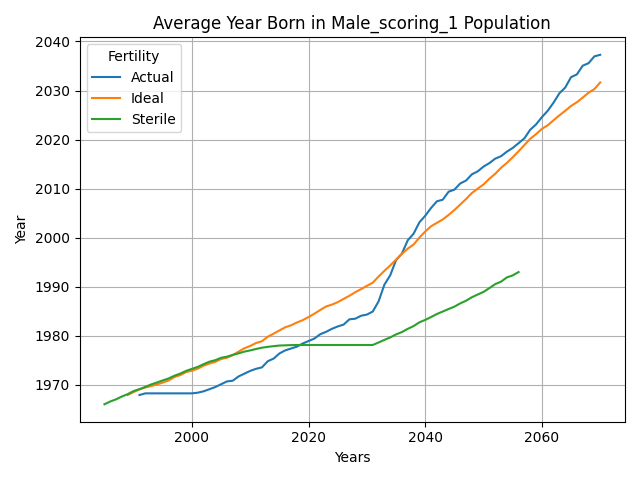 Average Year Born in Male_scoring_1 Population
Fertility
Actual
Ideal
Sterile
2040
2030
2020
2010
2000
1990
1980
1970
Year
2000
2020
2040
2060
Years